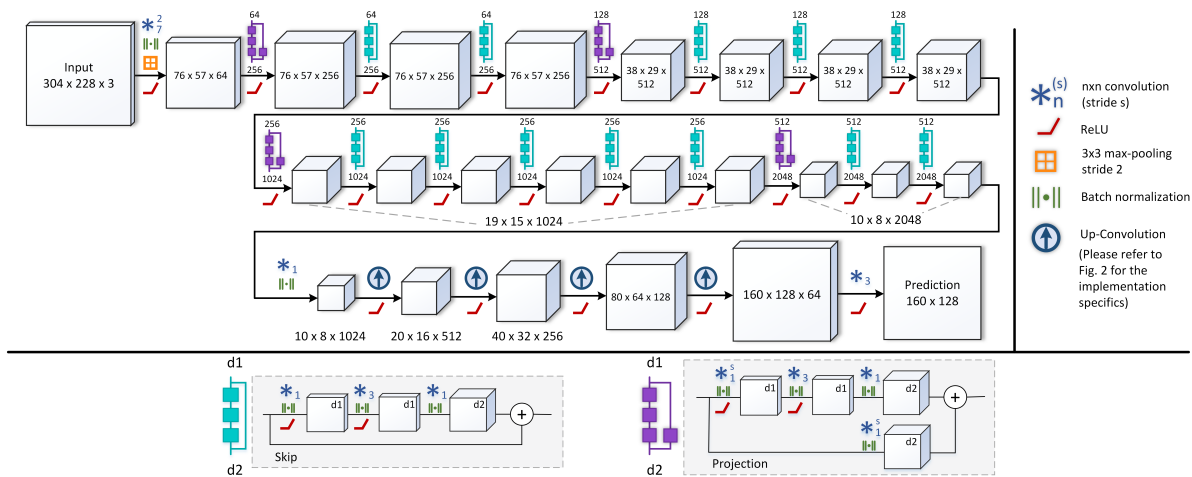 64
64
64
128
128
128
128
2
7
Input
304 x 228 x 3
76 x 57 x 64
256
76 x 57 x 256
256
76 x 57 x 256
256
76 x 57 x 256
512
38 x 29 x
512
512
38 x 29 x
512
512
38 x 29 x
512
512
38 x 29 x
512
256
256
256
256
256
256
512
512
512
1024
1024
1024
1024
1024
1024
2048
2048
2048
19 x 15 x 1024
10 x 8 x 2048
1
10 x 8 x 1024
20 x 16 x 512
40 x 32 x 256
80 x 64 x 128
160 x 128 x 64
3
Prediction
160 x 128
(s)
n
nxn convolution
(stride s)
ReLU
3x3 max-pooling
stride 2
Batch normalization
Up-Convolution
(Please refer to
Fig. 2 for the
implementation
specifics)
d1
d2
1
d1
3
d1
1
d2
+
Skip
d1
d2
s
1
d1
3
d1
1
d2
+
s
1
d2
Projection